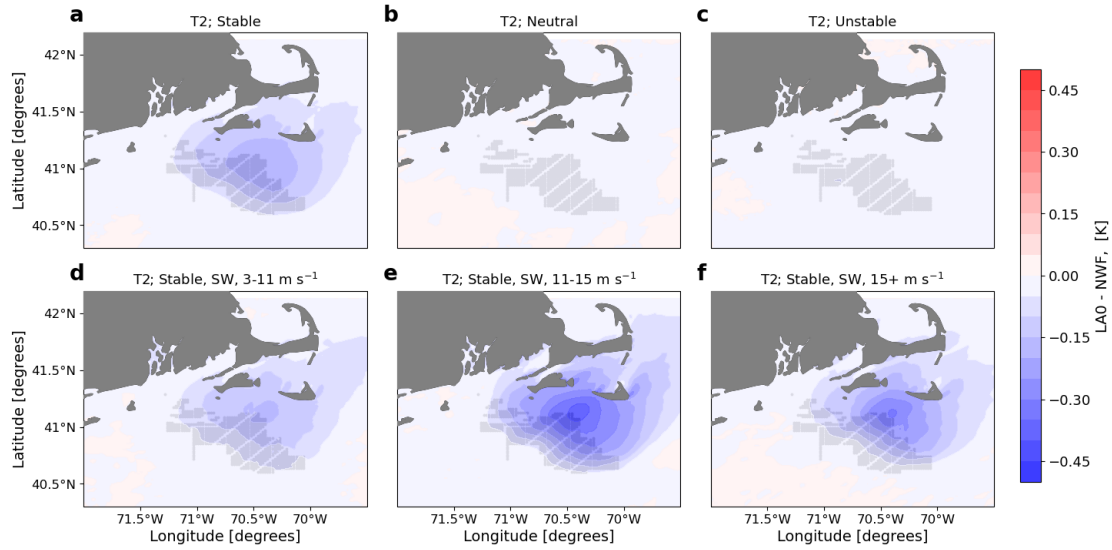 a
T2; Stable
b
T2; Neutral
c
T2; Unstable
42°N
41.5°N
41°N
40.5°N
Latitude [degrees]
d
T2; Stable, SW, 3-11 m s⁻¹
e
T2; Stable, SW, 11-15 m s⁻¹
f
T2; Stable, SW, 15+ m s⁻¹
42°N
41.5°N
41°N
40.5°N
Latitude [degrees]
71.5°W 71°W 70.5°W 70°W
Longitude [degrees]
71.5°W 71°W 70.5°W 70°W
Longitude [degrees]
71.5°W 71°W 70.5°W 70°W
Longitude [degrees]
0.45
0.30
0.15
0.00
−0.15
−0.30
−0.45
LA0 - NWF, [K]